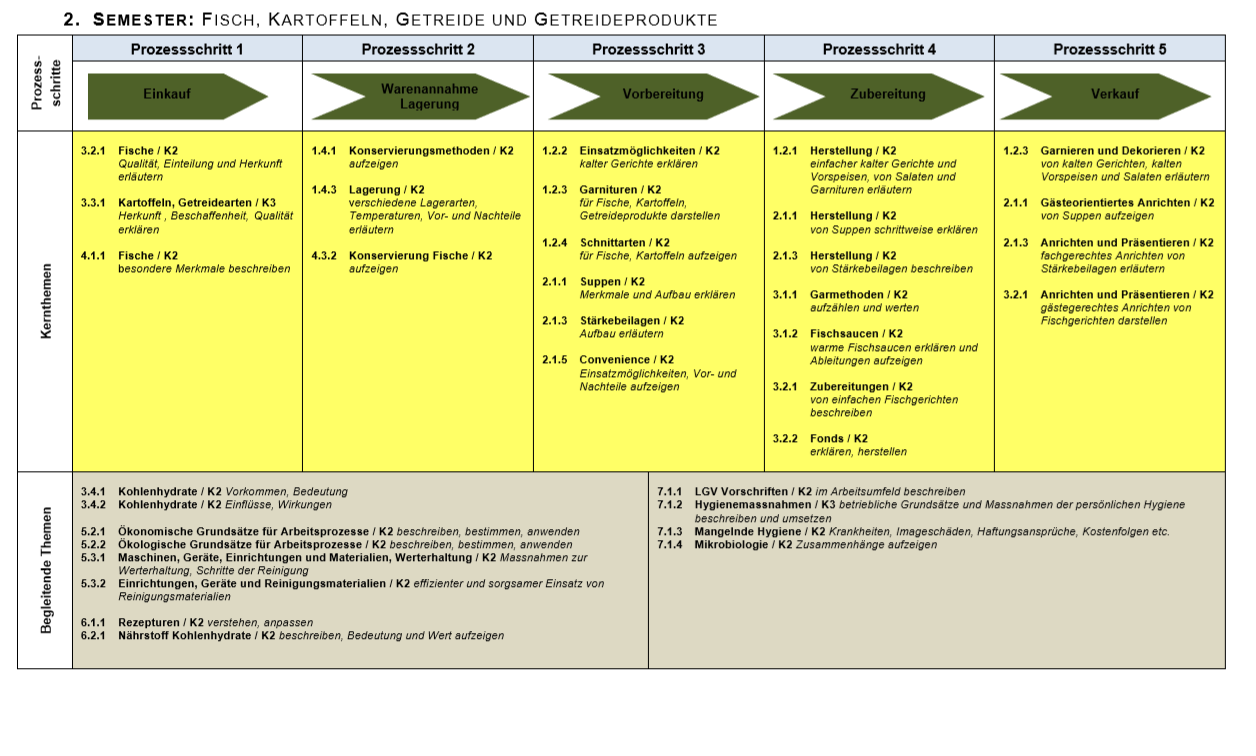 2. SEMESTER: FISCH, KARTOFFELN, GETREIDE UND GETREIDEPRODUKTE
Prozess-
schritte
Prozessschritt 1
Prozessschritt 2
Prozessschritt 3
Prozessschritt 4
Prozessschritt 5
Einkauf
Warenannahme
Lagerung
Vorbereitung
Zubereitung
Verkauf
Kernthemen
3.2.1 Fische / K2
Qualität, Einteilung und Herkunft
erläutern
3.3.1 Kartoffeln, Getreidearten / K3
Herkunft , Beschaffenheit, Qualität
erklären
4.1.1 Fische / K2
besondere Merkmale beschreiben
1.4.1 Konservierungsmethoden / K2
aufzeigen
1.4.3 Lagerung / K2
verschiedene Lagerarten,
Temperaturen, Vor- und Nachteile
erläutern
4.3.2 Konservierung Fische / K2
aufzeigen
1.2.2 Einsatzmöglichkeiten / K2
kalter Gerichte erklären
1.2.3 Garnituren / K2
für Fische, Kartoffeln,
Getreideprodukte darstellen
1.2.4 Schnittarten / K2
für Fische, Kartoffeln aufzeigen
2.1.1 Suppen / K2
Merkmale und Aufbau erklären
2.1.3 Stärkebeilagen / K2
Aufbau erläutern
2.1.5 Convenience / K2
Einsatzmöglichkeiten, Vor- und
Nachteile aufzeigen
1.2.1 Herstellung / K2
einfacher kalter Gerichte und
Vorspeisen, von Salaten und
Garnituren erläutern
2.1.1 Herstellung / K2
von Suppen schrittweise erklären
2.1.3 Herstellung / K2
von Stärkebeilagen beschreiben
3.1.1 Garmethoden / K2
aufzählen und werten
3.1.2 Fischsaucen / K2
warme Fischsaucen erklären und
Ableitungen aufzeigen
3.2.1 Zubereitungen / K2
von einfachen Fischgerichten
beschreiben
3.2.2 Fonds / K2
erklären, herstellen
1.2.3 Garnieren und Dekorieren / K2
von kalten Gerichten, kalten
Vorspeisen und Salaten erläutern
2.1.1 Gästeorientiertes Anrichten / K2
von Suppen aufzeigen
2.1.3 Anrichten und Präsentieren / K2
fachgerechtes Anrichten von
Stärkebeilagen erläutern
3.2.1 Anrichten und Präsentieren / K2
gästegerechtes Anrichten von
Fischgerichten darstellen
Begleitende Themen
3.4.1 Kohlenhydrate / K2 Vorkommen, Bedeutung
3.4.2 Kohlenhydrate / K2 Einflüsse, Wirkungen
5.2.1 Ökonomische Grundsätze für Arbeitsprozesse / K2 beschreiben, bestimmen, anwenden
5.2.2 Ökologische Grundsätze für Arbeitsprozesse / K2 beschreiben, bestimmen, anwenden
5.3.1 Maschinen, Geräte, Einrichtungen und Materialien, Werterhaltung / K2 Massnahmen zur
Werterhaltung, Schritte der Reinigung
5.3.2 Einrichtungen, Geräte und Reinigungsmaterialien / K2 effizienter und sorgsamer Einsatz von
Reinigungsmaterialien
6.1.1 Rezepturen / K2 verstehen, anpassen
6.2.1 Nährstoff Kohlenhydrate / K2 beschreiben, Bedeutung und Wert aufzeigen
7.1.1 LGV Vorschriften / K2 im Arbeitsumfeld beschreiben
7.1.2 Hygienemassnahmen / K3 betriebliche Grundsätze und Massnahmen der persönlichen Hygiene
beschreiben und umsetzen
7.1.3 Mangelnde Hygiene / K2 Krankheiten, Imageschäden, Haftungsansprüche, Kostenfolgen etc.
7.1.4 Mikrobiologie / K2 Zusammenhänge aufzeigen